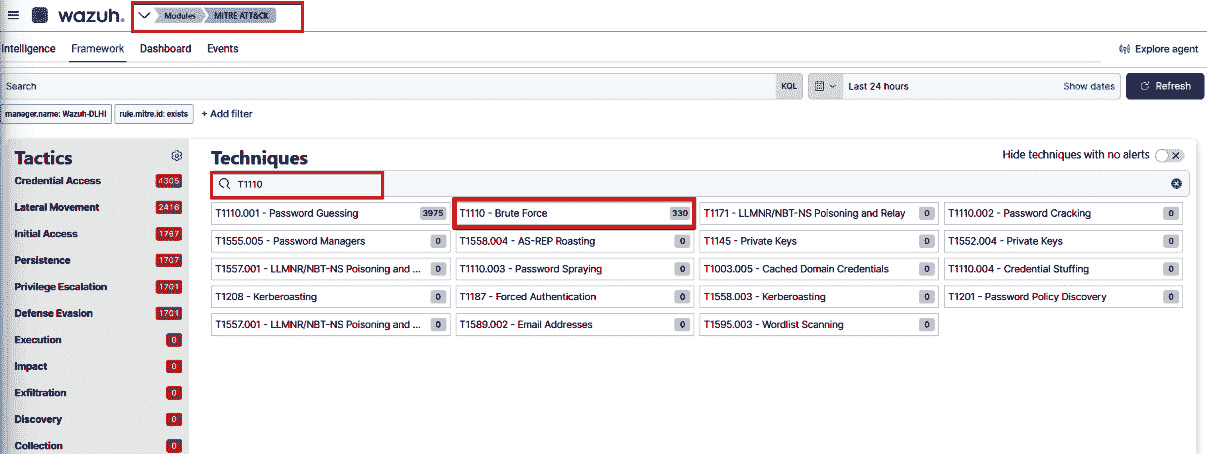 wazuh. Modules MITRE ATT&CK
Intelligence Framework Dashboard Events Explore agent
Search KQL Last 24 hours Show dates Refresh
manager.name: Wazuh-DLHI rule.mitre.id: exists + Add filter
Tactics
Credential Access 4305
Lateral Movement 2416
Initial Access 1767
Persistence 1707
Privilege Escalation 1701
Defense Evasion 1701
Execution 0
Impact 0
Exfiltration 0
Discovery 0
Collection 0
Techniques Hide techniques with no alerts
T1110
T1110.001 - Password Guessing 3975 T1110 - Brute Force 330 T1171 - LLMNR/NBT-NS Poisoning and Relay 0 T1110.002 - Password Cracking 0
T1555.005 - Password Managers 0 T1558.004 - AS-REP Roasting 0 T1145 - Private Keys 0 T1552.004 - Private Keys 0
T1557.001 - LLMNR/NBT-NS Poisoning and ... 0 T1110.003 - Password Spraying 0 T1003.005 - Cached Domain Credentials 0 T1110.004 - Credential Stuffing 0
T1208 - Kerberoasting 0 T1187 - Forced Authentication 0 T1558.003 - Kerberoasting 0 T1201 - Password Policy Discovery 0
T1557.001 - LLMNR/NBT-NS Poisoning and ... 0 T1589.002 - Email Addresses 0 T1595.003 - Wordlist Scanning 0